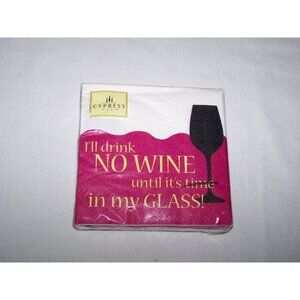 CYPRESS
I'll drink
NO WINE
until it's time
in my GLASS!